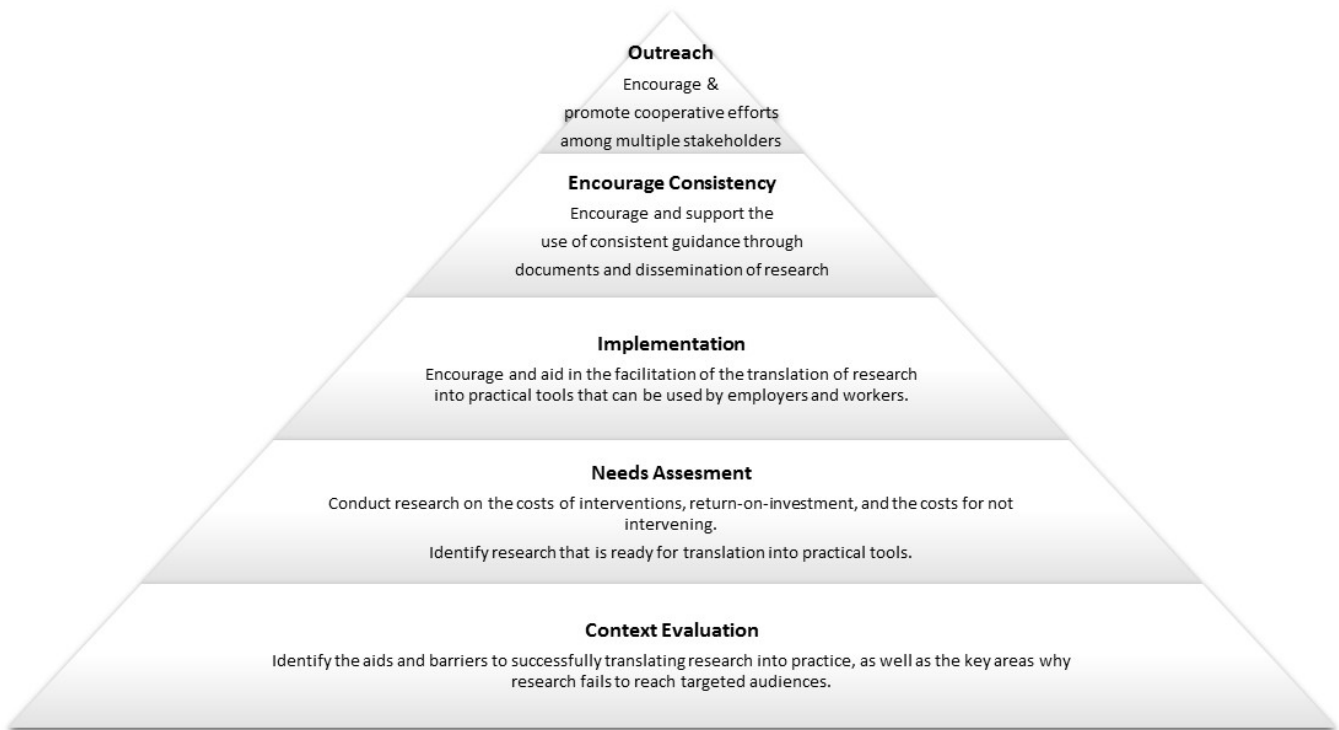 Outreach
Encourage &
promote cooperative efforts
among multiple stakeholders
Encourage Consistency
Encourage and support the
use of consistent guidance through
documents and dissemination of research
Implementation
Encourage and aid in the facilitation of the translation of research
into practical tools that can be used by employers and workers.
Needs Assesment
Conduct research on the costs of interventions, return-on-investment, and the costs for not
intervening.
Identify research that is ready for translation into practical tools.
Context Evaluation
Identify the aids and barriers to successfully translating research into practice, as well as the key areas why
research fails to reach targeted audiences.